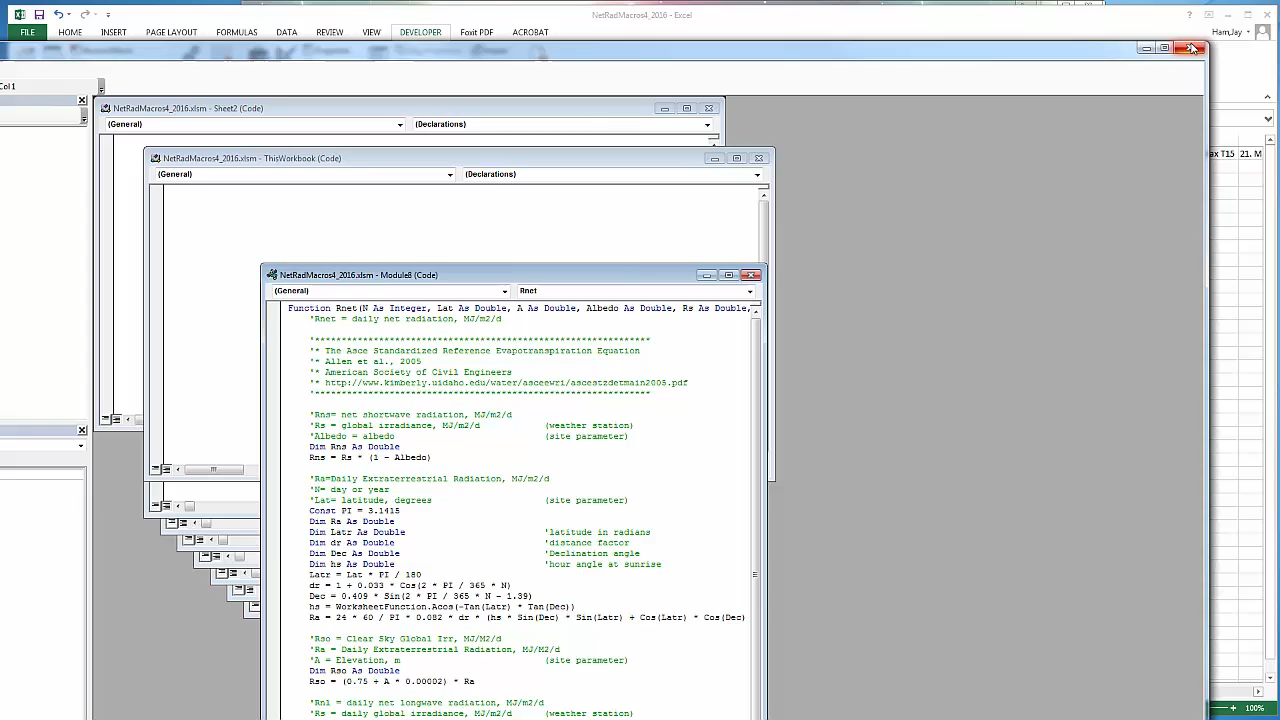 NetRadMacros4_2016 - Excel
?
FILE HOME INSERT PAGE LAYOUT FORMULAS DATA REVIEW VIEW DEVELOPER Foxit PDF ACROBAT
Ham,Jay
Col1
NetRadMacros4_2016.xlsm - Sheet2 (Code)
(General) (Declarations)
NetRadMacros4_2016.xlsm - ThisWorkbook (Code)
(General) (Declarations)
ax T15 21. M
NetRadMacros4_2016.xlsm - Module8 (Code)
(General) Rnet
Function Rnet(N As Integer, Lat As Double, A As Double, Albedo As Double, Rs As Double,
'Rnet = daily net radiation, MJ/m2/d
'***************************************************************
'* The Asce Standardized Reference Evapotranspiration Equation
'* Allen et al., 2005
'* American Society of Civil Engineers
'* http://www.kimberly.uidaho.edu/water/asceewri/ascestzdetmain2005.pdf
'***************************************************************
'Rns= net shortwave radiation, MJ/m2/d
'Rs = global irradiance, MJ/m2/d (weather station)
'Albedo = albedo (site parameter)
Dim Rns As Double
Rns = Rs * (1 - Albedo)
'Ra=Daily Extraterrestrial Radiation, MJ/m2/d
'N= day or year
'Lat= latitude, degrees (site parameter)
Const PI = 3.1415
Dim Ra As Double
Dim Latr As Double 'latitude in radians
Dim dr As Double 'distance factor
Dim Dec As Double 'Declination angle
Dim hs As Double 'hour angle at sunrise
Latr = Lat * PI / 180
dr = 1 + 0.033 * Cos(2 * PI / 365 * N)
Dec = 0.409 * Sin(2 * PI / 365 * N - 1.39)
hs = WorksheetFunction.Acos(-Tan(Latr) * Tan(Dec))
Ra = 24 * 60 / PI * 0.082 * dr * (hs * Sin(Dec) * Sin(Latr) + Cos(Latr) * Cos(Dec)
'Rso = Clear Sky Global Irr, MJ/M2/d
'Ra = Daily Extraterrestrial Radiation, MJ/M2/d
'A = Elevation, m (site parameter)
Dim Rso As Double
Rso = (0.75 + A * 0.00002) * Ra
'Rnl = daily net longwave radiation, MJ/m2/d
'Rs = daily global irradiance, MJ/m2/d (weather station)
100%